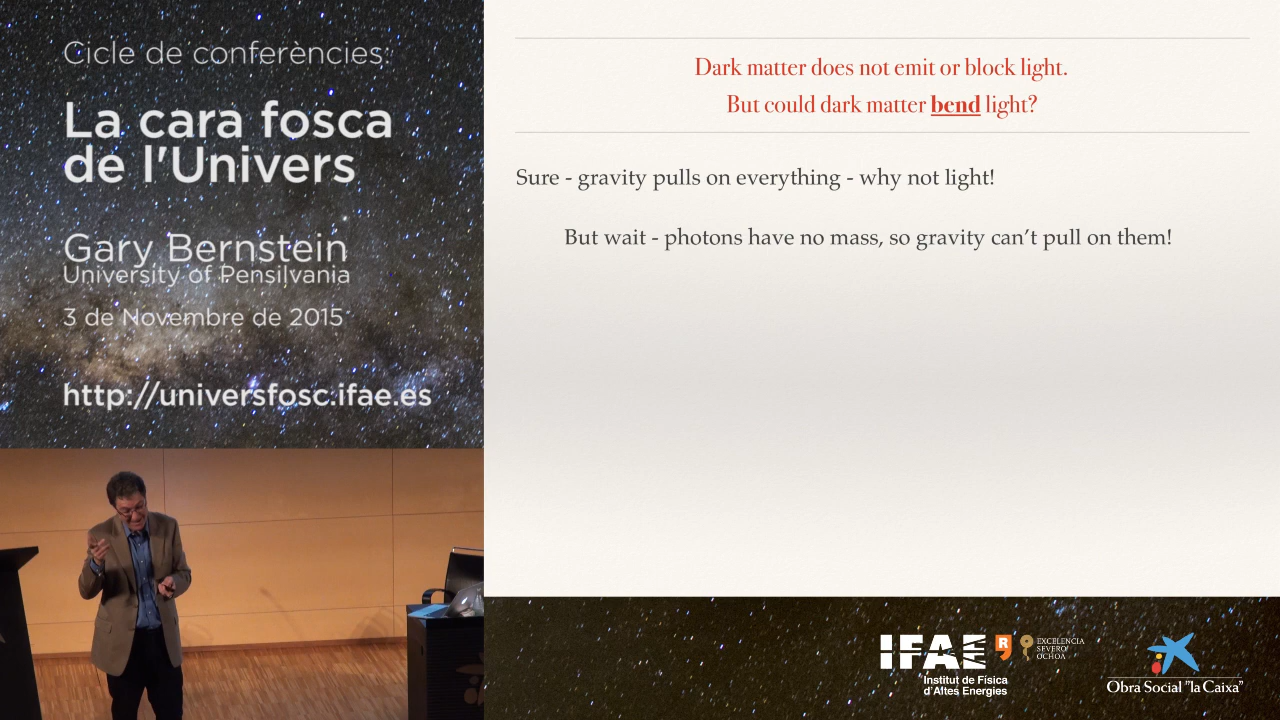 Cicle de conferències:
La cara fosca
de l'Univers
Gary Bernstein
University of Pensilvania
3 de Novembre de 2015
http://universfosc.ifae.es
Dark matter does not emit or block light.
But could dark matter bend light?
Sure - gravity pulls on everything - why not light!
But wait - photons have no mass, so gravity can't pull on them!
IFAE
Institut de Física
d'Altes Energies
EXCELENCIA
SEVERO
OCHOA
Obra Social "la Caixa"